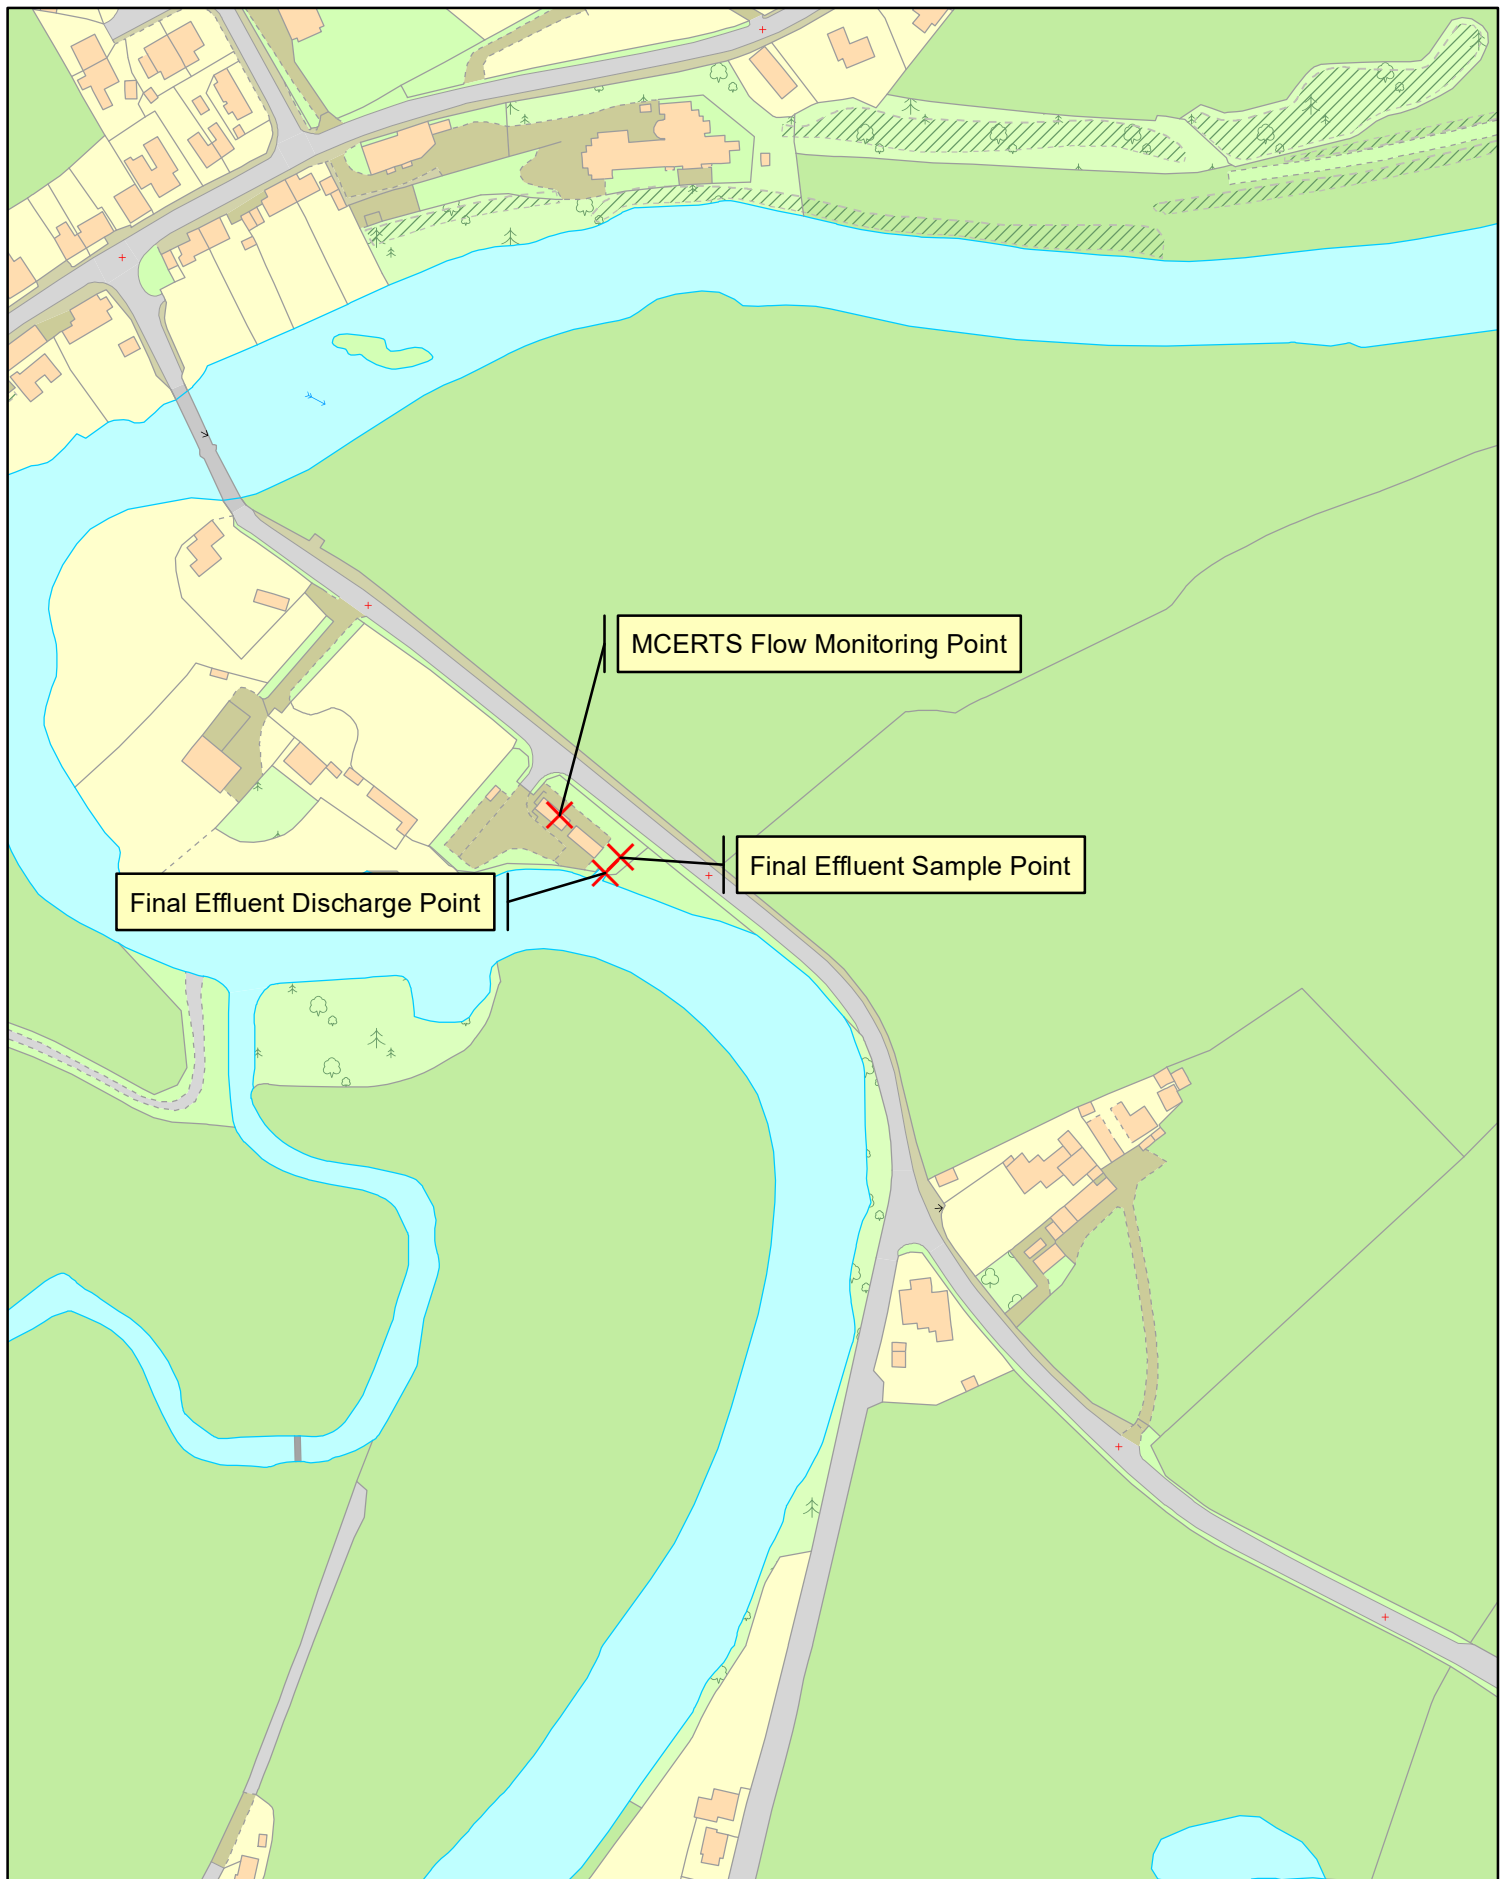 MCERTS Flow Monitoring Point
Final Effluent Sample Point
Final Effluent Discharge Point